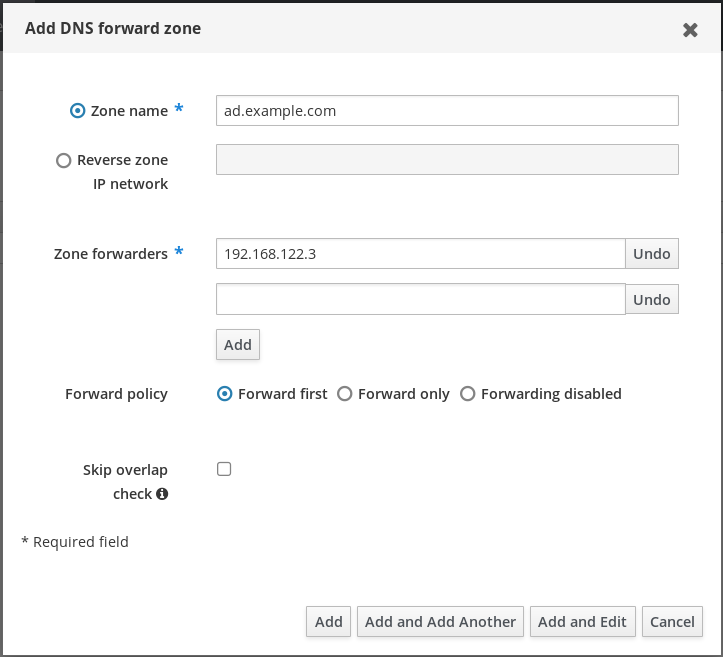 Add DNS forward zone
Zone name *
ad.example.com
Reverse zone
IP network
Zone forwarders *
192.168.122.3
Undo
Undo
Add
Forward policy
Forward first
Forward only
Forwarding disabled
Skip overlap
check
* Required field
Add
Add and Add Another
Add and Edit
Cancel